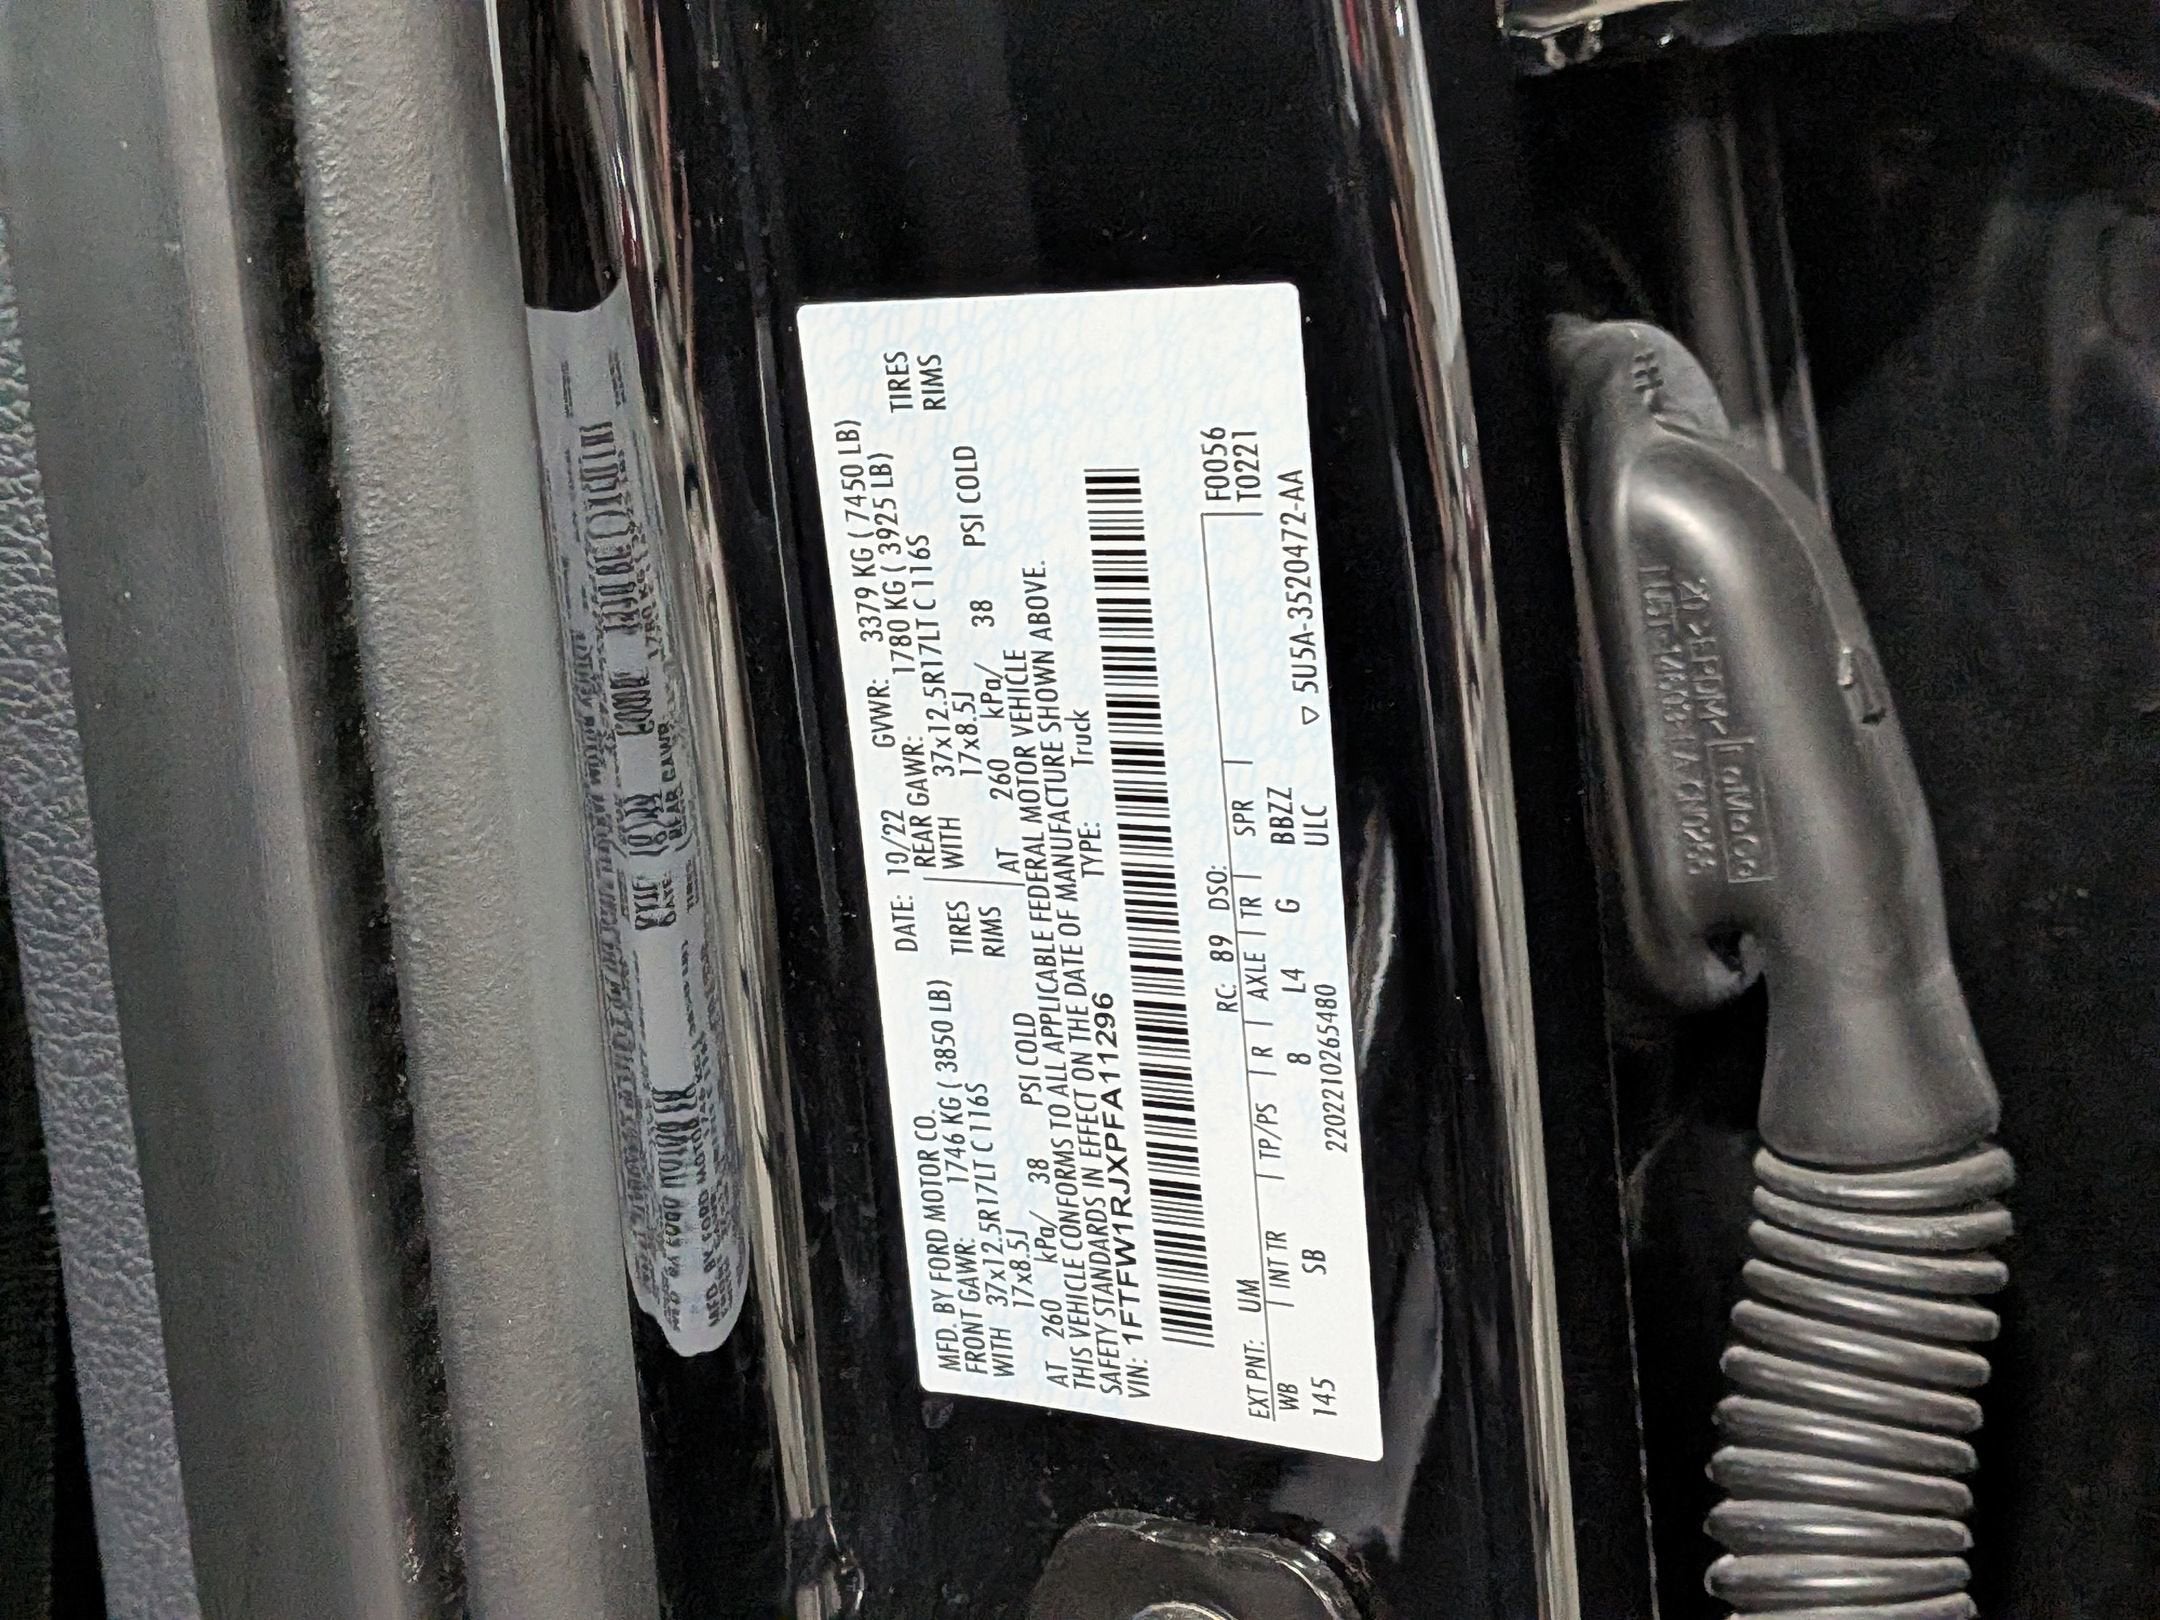 MFD. BY FORD MOTOR CO.
DATE: 10/22 GVWR: 3379 KG ( 7450 LB)
FRONT GAWR: 1746 KG ( 3850 LB) REAR GAWR: 1780 KG ( 3925 LB)
WITH 37x12.5R17LT C 116S TIRES WITH 37x12.5R17LT C 116S TIRES
17x8.5J RIMS 17x8.5J RIMS
AT 260 kPa/ 38 PSI COLD AT 260 kPa/ 38 PSI COLD
THIS VEHICLE CONFORMS TO ALL APPLICABLE FEDERAL MOTOR VEHICLE
SAFETY STANDARDS IN EFFECT ON THE DATE OF MANUFACTURE SHOWN ABOVE.
VIN: 1FTFW1RJXPFA11296 TYPE: Truck
EXT PNT: UM RC: 89 DSO: F0056
WB INT TR TP/PS R AXLE TR SPR T0221
145 SB 8 L4 G BBZZ
2202210265480 ULC ▽ 5U5A-3520472-AA
FoMoCo